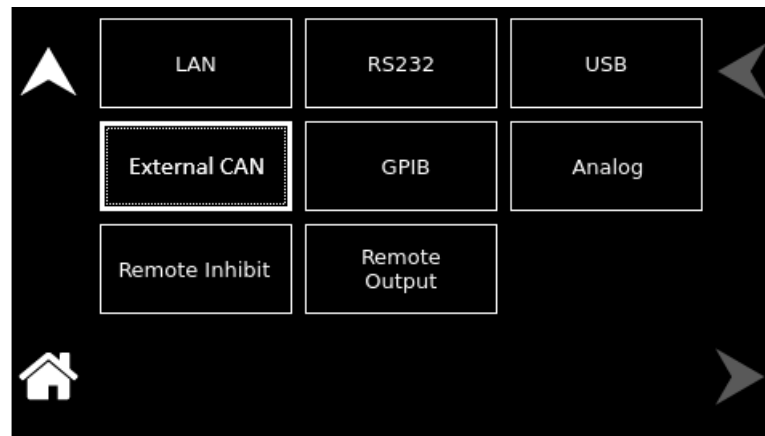 LAN
RS232
USB
External CAN
GPIB
Analog
Remote Inhibit
Remote
Output